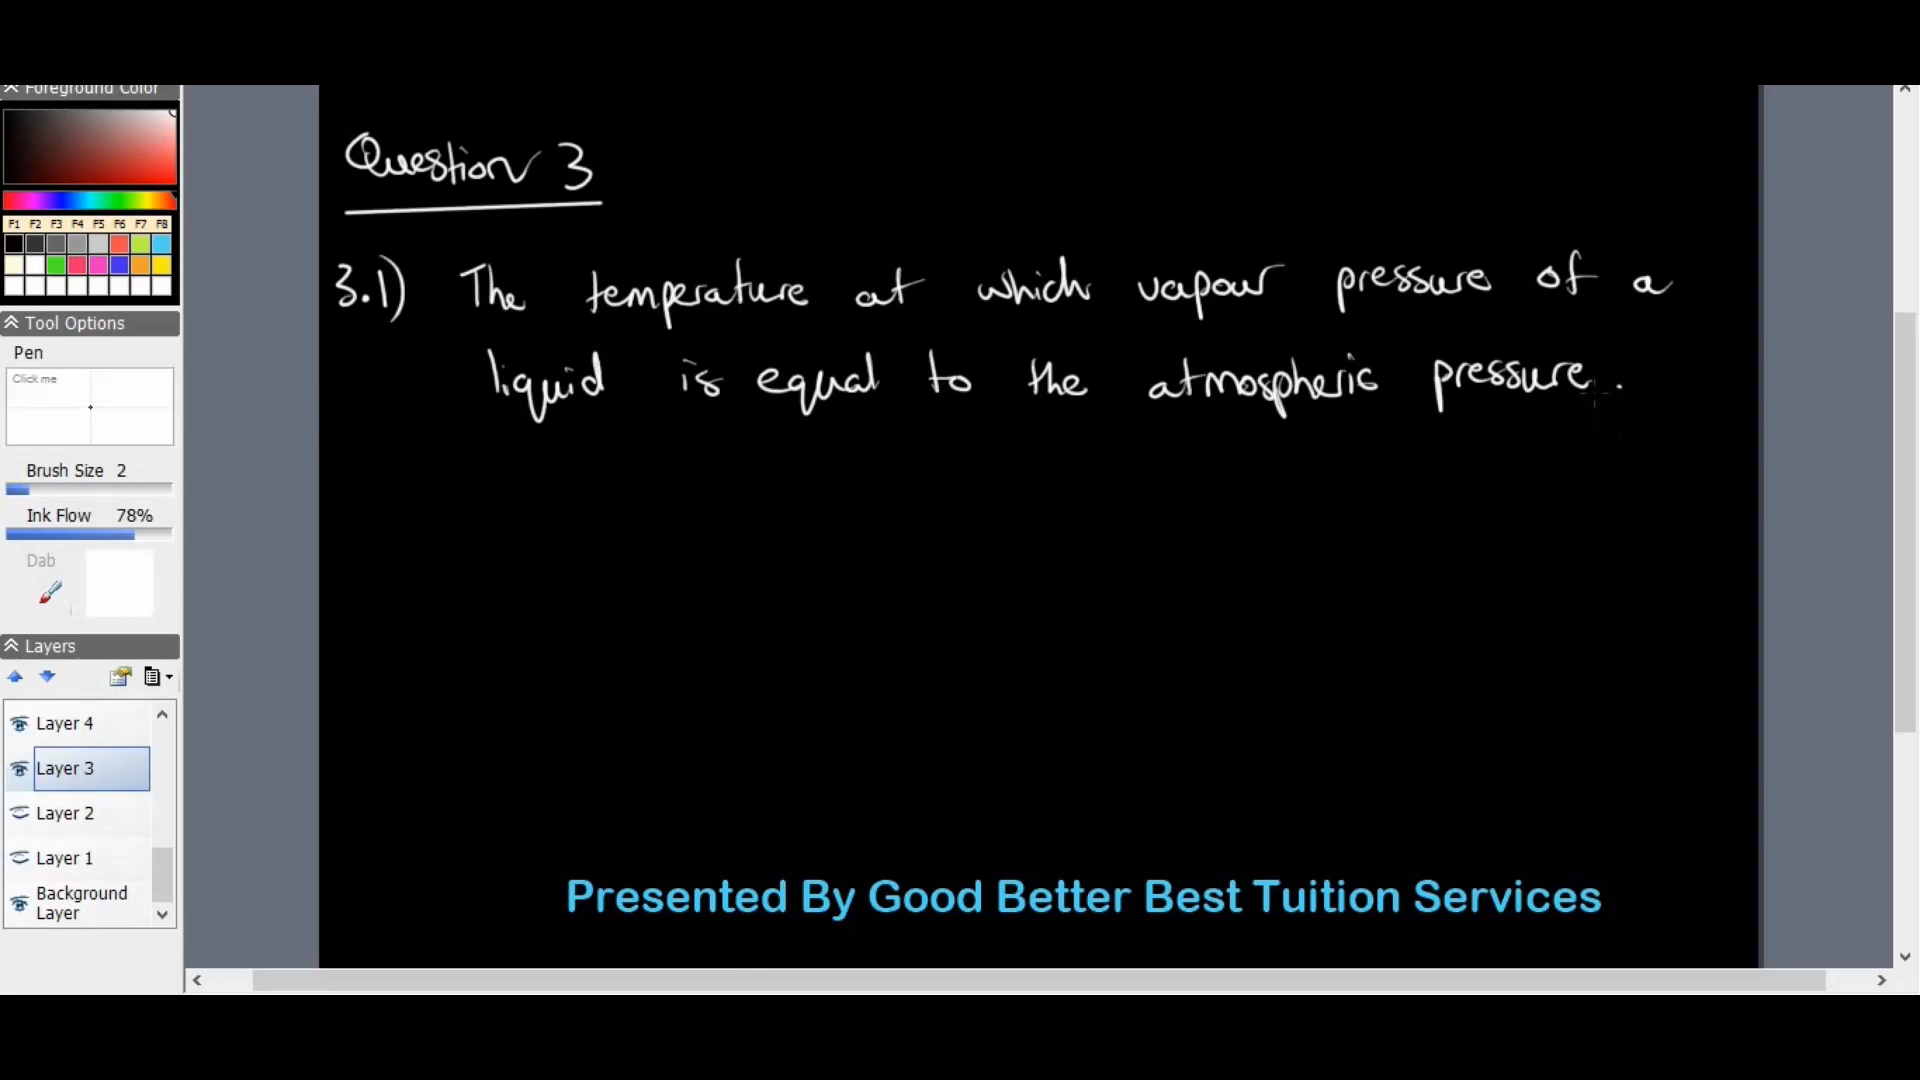 Foreground Color
F1 F2 F3 F4 F5 F6 F7 F8
Tool Options
Pen
Click me
Brush Size 2
Ink Flow 78%
Dab
Layers
Layer 4
Layer 3
Layer 2
Layer 1
Background
Layer
Question 3
3.1) The temperature at which vapour pressure of a
liquid is equal to the atmospheric pressure.
Presented By Good Better Best Tuition Services